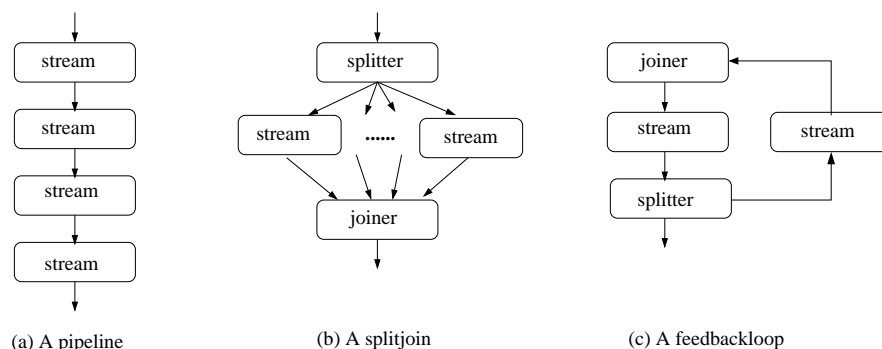 stream
stream
stream
stream
(a) A pipeline
splitter
stream ...... stream
joiner
(b) A splitjoin
joiner
stream
stream
splitter
(c) A feedbackloop